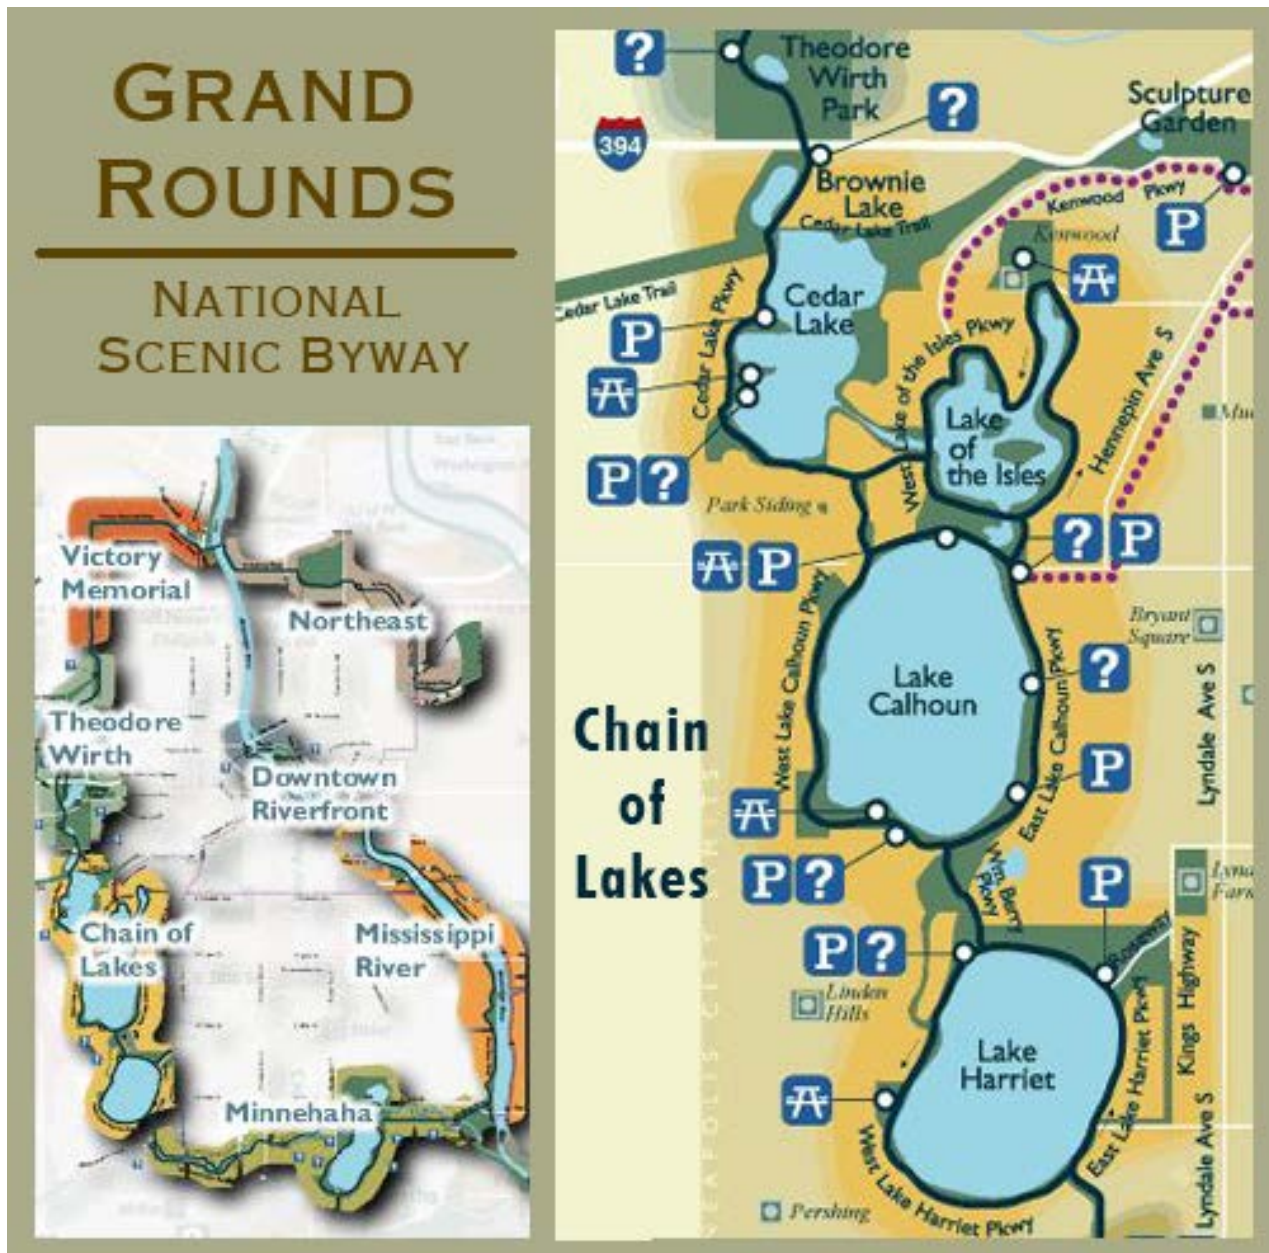 GRAND
ROUNDS
NATIONAL
SCENIC BYWAY
Victory
Memorial
Northeast
Theodore
Wirth
Downtown
Riverfront
Chain of
Lakes
Mississippi
River
Minnehaha
?
Theodore
Wirth
Park
?
Sculpture
Garden
394
Brownie
Lake
Cedar Lake Trail
Kenwood Pkwy
P
Kenwood
Cedar Lake Trail
Cedar Lake Pkwy
Cedar
Lake
P
West Lake of the Isles Pkwy
Hennepin Ave S
Lake
of
the Isles
P ?
Park Siding
P
? P
Bryant
Square
West Lake Calhoun Pkwy
Lake
Calhoun
?
East Lake Calhoun Pkwy
Lyndale Ave S
Chain
of
Lakes
P
P ?
Wm Berry
Pkwy
P
P ?
Roseway
Linden
Hills
Kings Highway
Lake
Harriet
East Lake Harriet Pkwy
West Lake Harriet Pkwy
Lyndale Ave S
Pershing